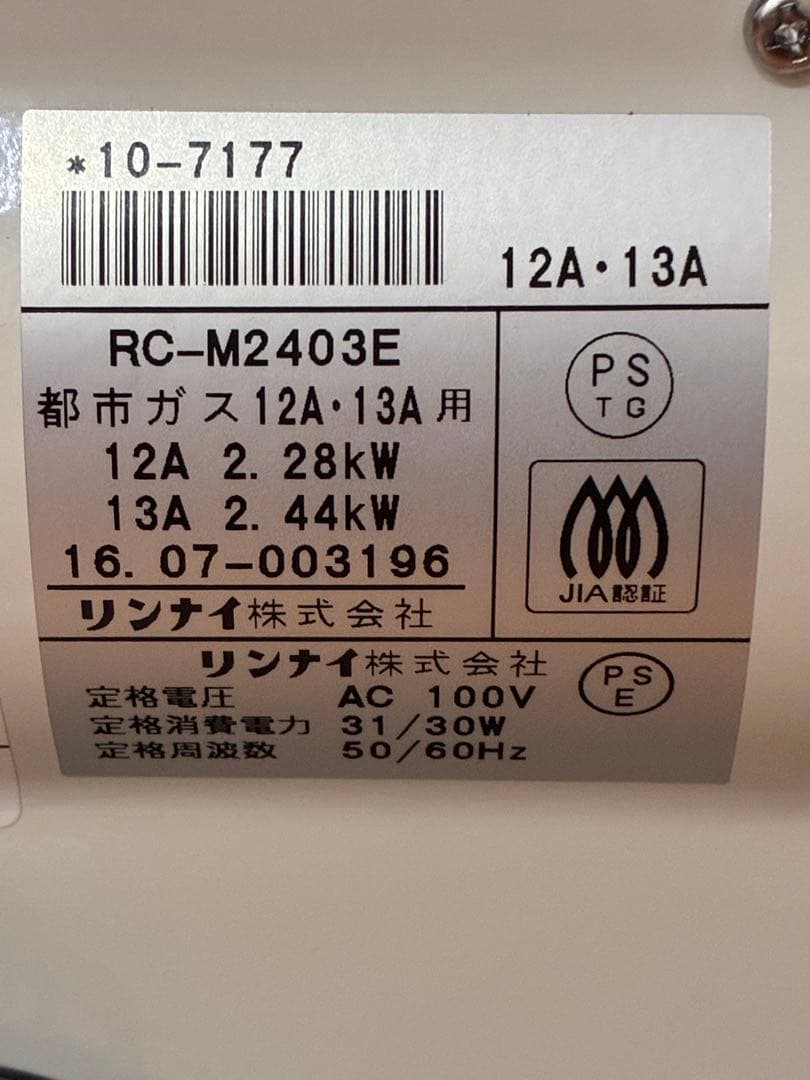 *10-7177
12A・13A
RC-M2403E
都市ガス12A・13A用
12A 2.28kW
13A 2.44kW
16.07-003196
リンナイ株式会社
PS
TG
JIA認証
リンナイ株式会社
定格電圧 AC 100V
定格消費電力 31/30W
定格周波数 50/60Hz
PS
E